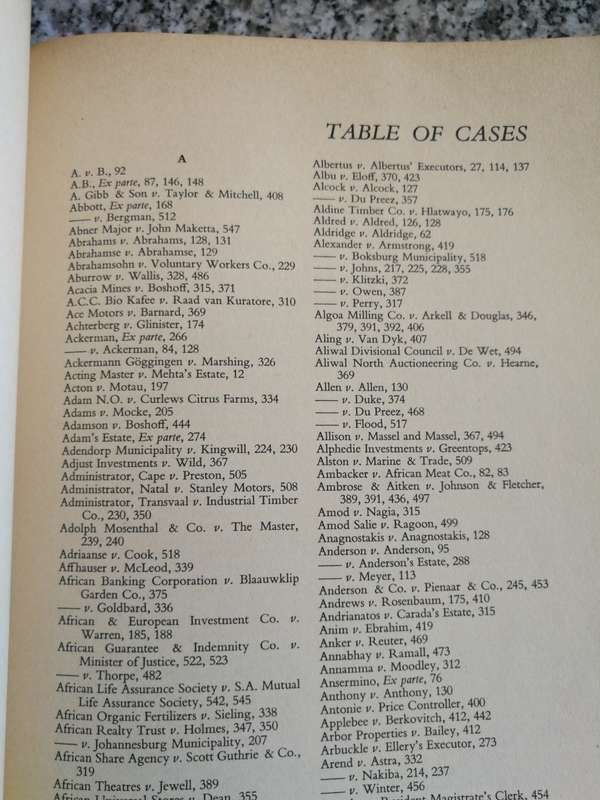 TABLE OF CASES
A
A. v. B., 92
A.B., Ex parte, 87, 146, 148
A. Gibb & Son v. Taylor & Mitchell, 408
Abbott, Ex parte, 168
—— v. Bergman, 512
Abner Major v. John Maketta, 547
Abrahams v. Abrahams, 128, 131
Abrahamse v. Abrahamse, 129
Abrahamsohn v. Voluntary Workers Co., 229
Aburrow v. Wallis, 328, 486
Acacia Mines v. Boshoff, 315, 371
A.C.C. Bio Kafee v. Raad van Kuratore, 310
Ace Motors v. Barnard, 369
Achterberg v. Glinister, 174
Ackerman, Ex parte, 266
—— v. Ackerman, 84, 128
Ackermann Göggingen v. Marshing, 326
Acting Master v. Mehta's Estate, 12
Acton v. Motau, 197
Adam N.O. v. Curlews Citrus Farms, 334
Adams v. Mocke, 205
Adamson v. Boshoff, 444
Adam's Estate, Ex parte, 274
Adendorp Municipality v. Kingwill, 224, 230
Adjust Investments v. Wild, 367
Administrator, Cape v. Preston, 505
Administrator, Natal v. Stanley Motors, 508
Administrator, Transvaal v. Industrial Timber
Co., 230, 350
Adolph Mosenthal & Co. v. The Master,
239, 240
Adriaanse v. Cook, 518
Affhauser v. McLeod, 339
African Banking Corporation v. Blaauwklip
Garden Co., 375
—— v. Goldbard, 336
African & European Investment Co. v.
Warren, 185, 188
African Guarantee & Indemnity Co. v.
Minister of Justice, 522, 523
—— v. Thorpe, 482
African Life Assurance Society v. S.A. Mutual
Life Assurance Society, 542, 545
African Organic Fertilizers v. Sieling, 338
African Realty Trust v. Holmes, 347, 350
—— v. Johannesburg Municipality, 207
African Share Agency v. Scott Guthrie & Co.,
319
African Theatres v. Jewell, 389
African Universal Stores v. Dean, 355
Albertus v. Albertus' Executors, 27, 114, 137
Albu v. Eloff, 370, 423
Alcock v. Alcock, 127
—— v. Du Preez, 357
Aldine Timber Co. v. Hlatwayo, 175, 176
Aldred v. Aldred, 126, 128
Aldridge v. Aldridge, 62
Alexander v. Armstrong, 419
—— v. Boksburg Municipality, 518
—— v. Johns, 217, 225, 228, 355
—— v. Klitzki, 372
—— v. Owen, 387
—— v. Perry, 317
Algoa Milling Co. v. Arkell & Douglas, 346,
379, 391, 392, 406
Aling v. Van Dyk, 407
Aliwal Divisional Council v. De Wet, 494
Aliwal North Auctioneering Co. v. Hearne,
369
Allen v. Allen, 130
—— v. Duke, 374
—— v. Du Preez, 468
—— v. Flood, 517
Allison v. Massel and Massel, 367, 494
Alphedie Investments v. Greentops, 423
Alston v. Marine & Trade, 509
Ambacker v. African Meat Co., 82, 83
Ambrose & Aitken v. Johnson & Fletcher,
389, 391, 436, 497
Amod v. Nagia, 315
Amod Salie v. Ragoon, 499
Anagnostakis v. Anagnostakis, 128
Anderson v. Anderson, 95
—— v. Anderson's Estate, 288
—— v. Meyer, 113
Anderson & Co. v. Pienaar & Co., 245, 453
Andrews v. Rosenbaum, 175, 410
Andrianatos v. Carada's Estate, 315
Anim v. Ebrahim, 419
Anker v. Reuter, 469
Annabhay v. Ramall, 473
Annamma v. Moodley, 312
Ansermino, Ex parte, 76
Anthony v. Anthony, 130
Antonie v. Price Controller, 400
Applebee v. Berkovitch, 412, 442
Arbor Properties v. Bailey, 412
Arbuckle v. Ellery's Executor, 273
Arend v. Astra, 332
—— v. Nakiba, 214, 237
—— v. Winter, 456
Resident Magistrate's Clerk, 454